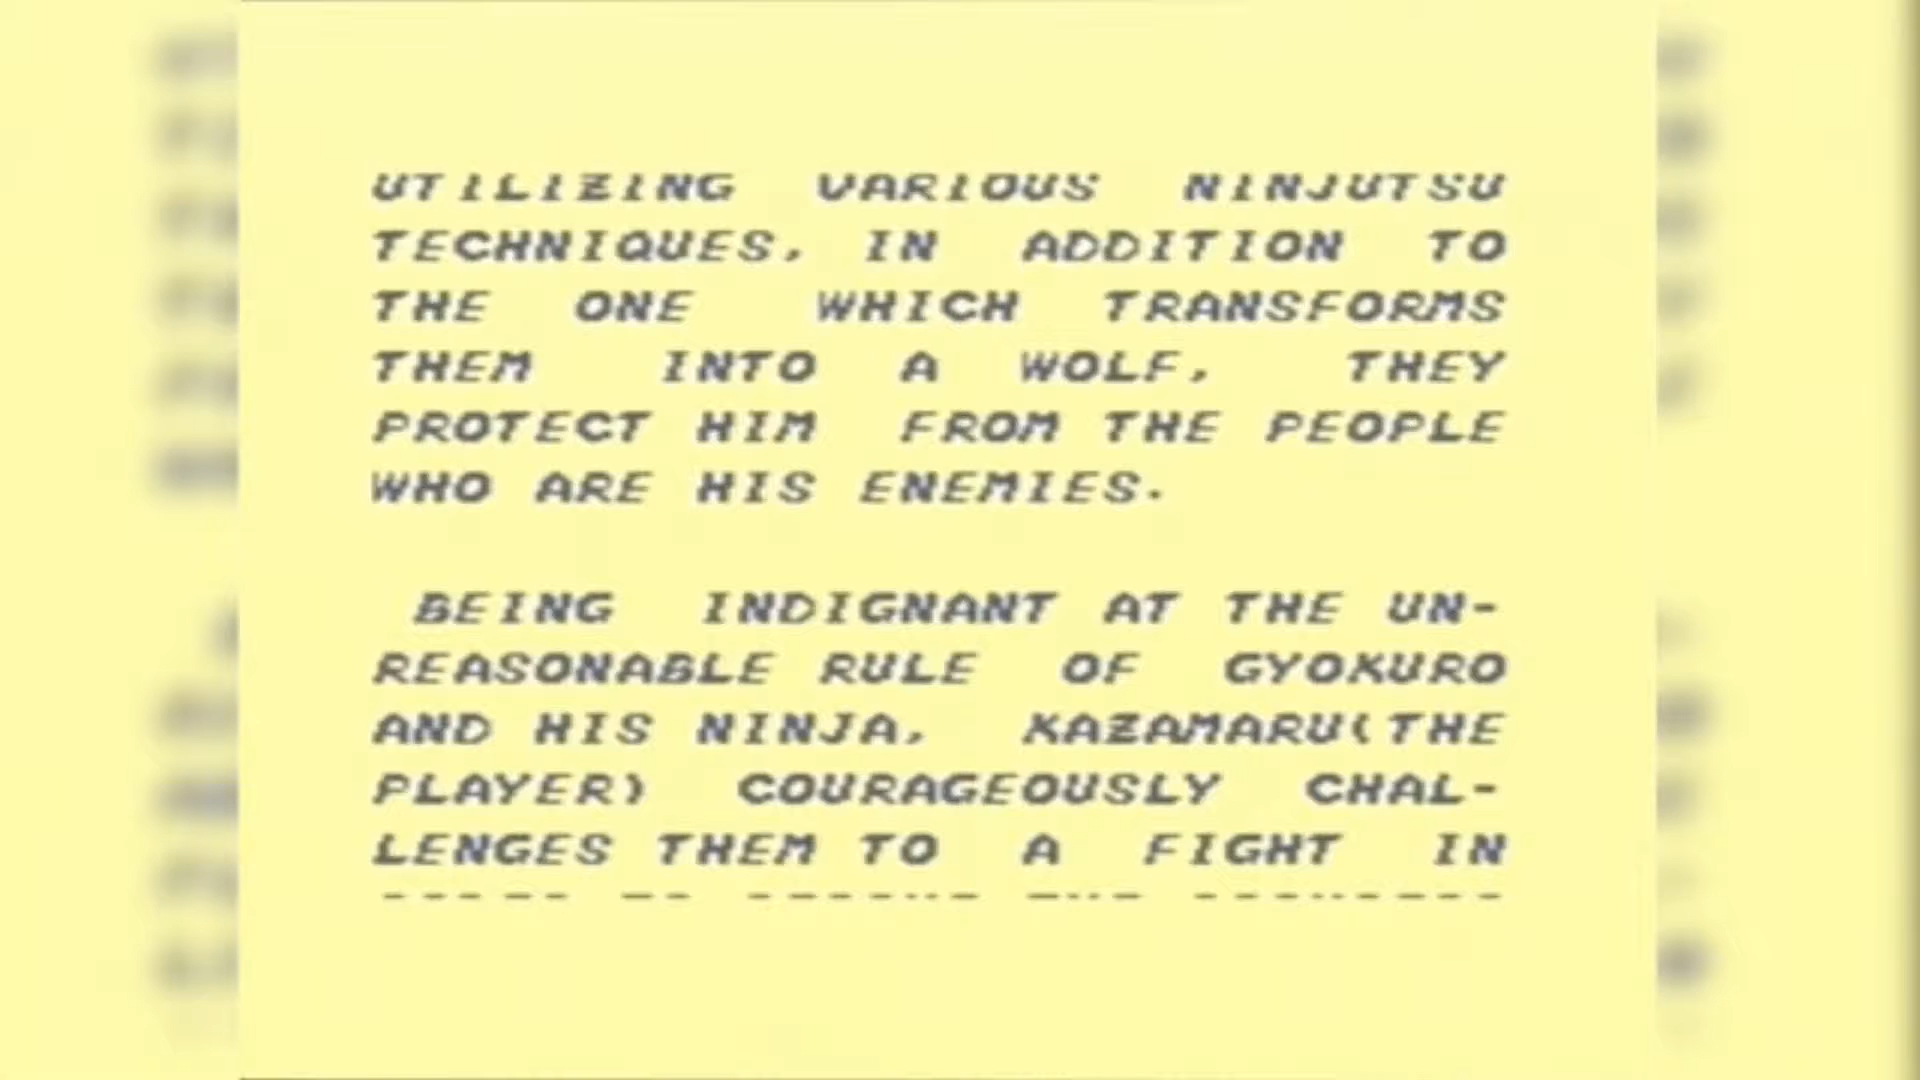 UTILIZING VARIOUS NINJUTSU
TECHNIQUES, IN ADDITION TO
THE ONE WHICH TRANSFORMS
THEM INTO A WOLF, THEY
PROTECT HIM FROM THE PEOPLE
WHO ARE HIS ENEMIES.
BEING INDIGNANT AT THE UN-
REASONABLE RULE OF GYOKURO
AND HIS NINJA, KAZAMARU(THE
PLAYER) COURAGEOUSLY CHAL-
LENGES THEM TO A FIGHT IN